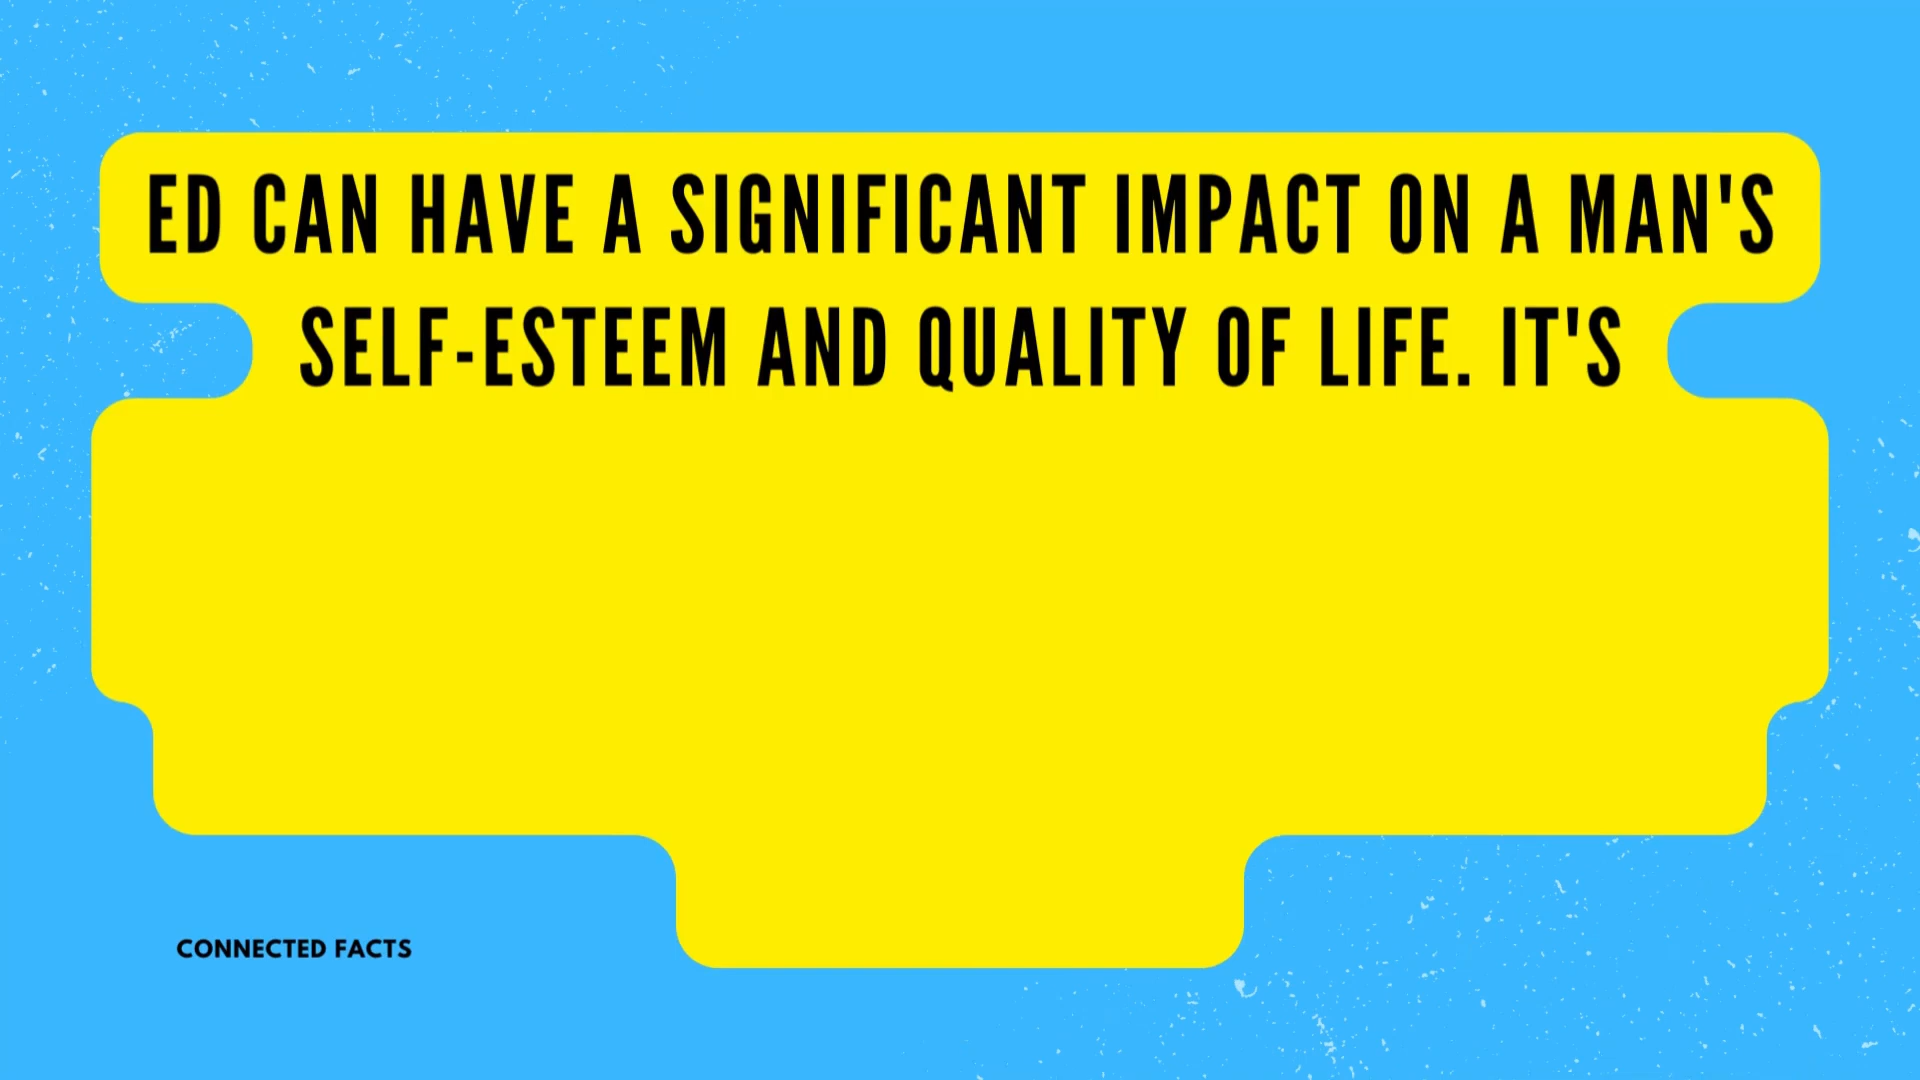 ED CAN HAVE A SIGNIFICANT IMPACT ON A MAN'S
SELF-ESTEEM AND QUALITY OF LIFE. IT'S
CONNECTED FACTS